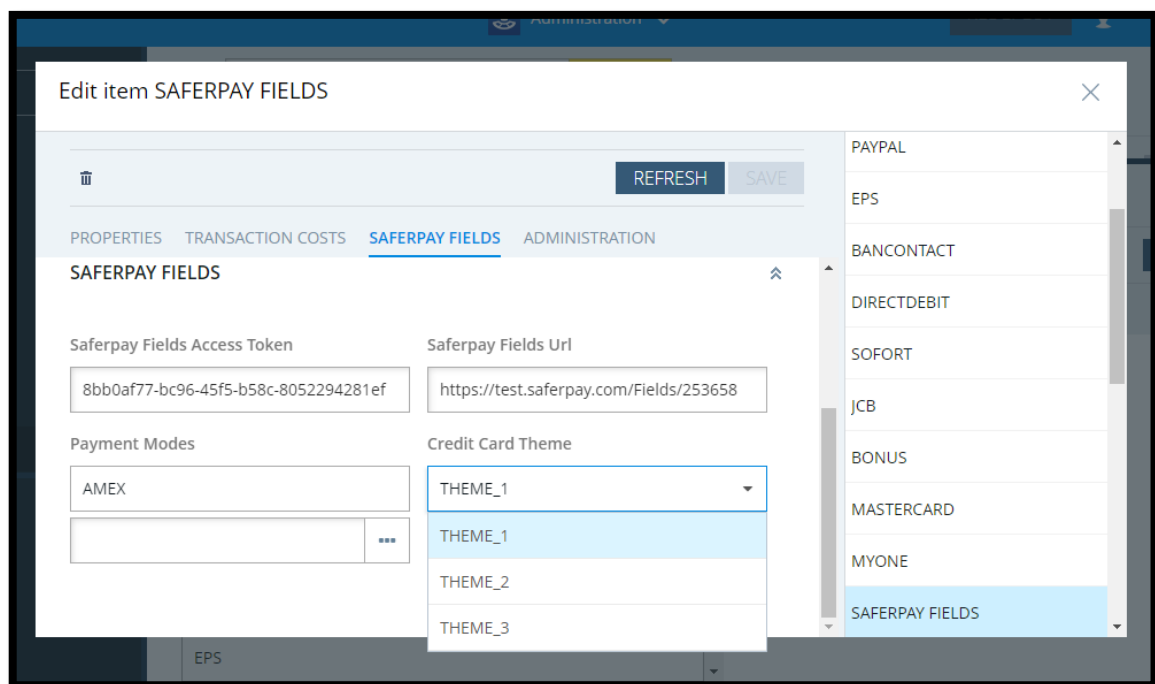 Administration
Edit item SAFERPAY FIELDS
REFRESH SAVE
PROPERTIES TRANSACTION COSTS SAFERPAY FIELDS ADMINISTRATION
SAFERPAY FIELDS
Saferpay Fields Access Token
8bb0af77-bc96-45f5-b58c-8052294281ef
Saferpay Fields Url
https://test.saferpay.com/Fields/253658
Payment Modes
AMEX
Credit Card Theme
THEME_1
THEME_1
THEME_2
THEME_3
PAYPAL
EPS
BANCONTACT
DIRECTDEBIT
SOFORT
JCB
BONUS
MASTERCARD
MYONE
SAFERPAY FIELDS
EPS